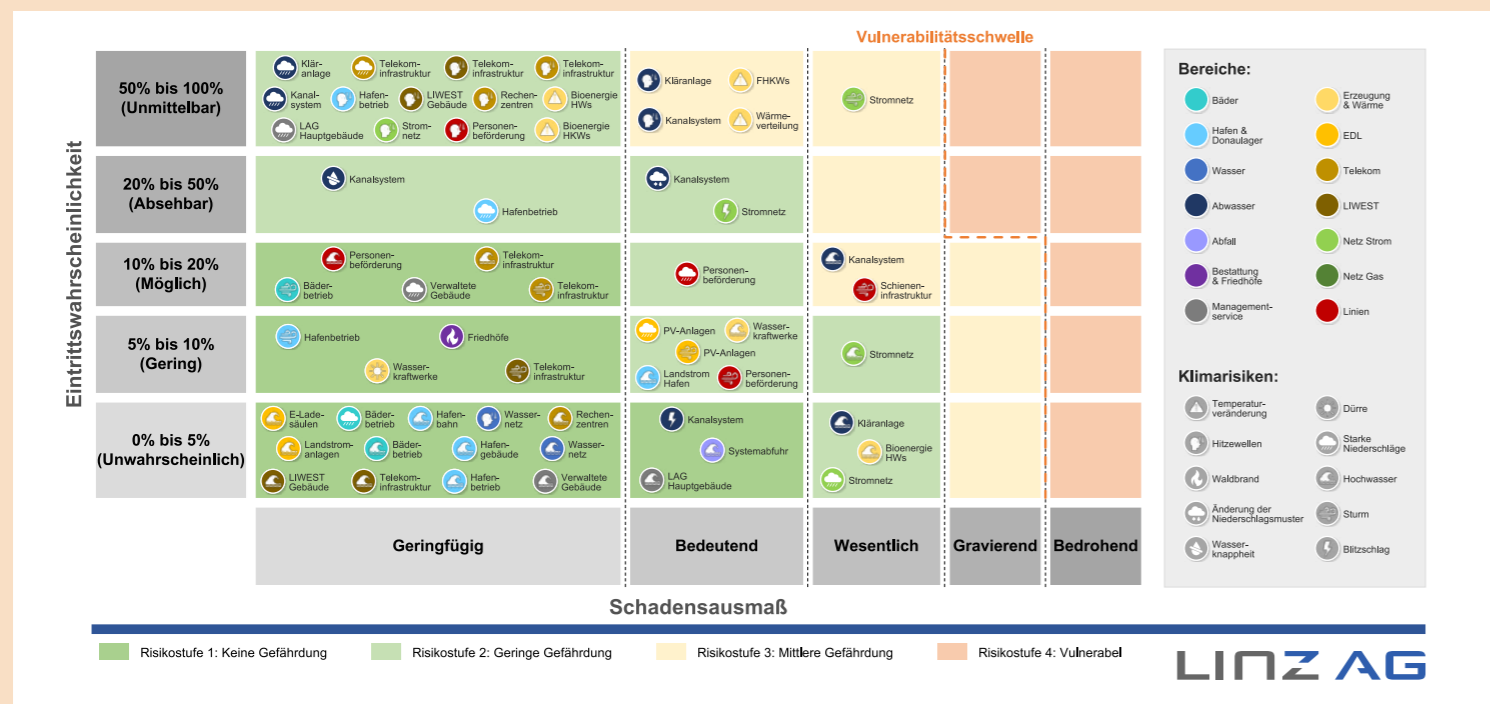 Vulnerabilitätsschwelle
Eintrittswahrscheinlichkeit
50% bis 100%
(Unmittelbar)
Klär-
anlage
Telekom-
infrastruktur
Telekom-
infrastruktur
Telekom-
infrastruktur
Kanal-
system
Hafen-
betrieb
LIWEST
Gebäude
Rechen-
zentren
Bioenergie
HWs
LAG
Hauptgebäude
Strom-
netz
Personen-
beförderung
Bioenergie
HKWs
Kläranlage
FHKWs
Kanalsystem
Wärme-
verteilung
Stromnetz
20% bis 50%
(Absehbar)
Kanalsystem
Hafenbetrieb
Kanalsystem
Stromnetz
10% bis 20%
(Möglich)
Personen-
beförderung
Telekom-
infrastruktur
Bäder-
betrieb
Verwaltete
Gebäude
Telekom-
infrastruktur
Personen-
beförderung
Kanalsystem
Schienen-
infrastruktur
5% bis 10%
(Gering)
Hafenbetrieb
Friedhöfe
Wasser-
kraftwerke
Telekom-
infrastruktur
PV-Anlagen
Wasser-
kraftwerke
PV-Anlagen
Landstrom
Hafen
Personen-
beförderung
Stromnetz
0% bis 5%
(Unwahrscheinlich)
E-Lade-
säulen
Bäder-
betrieb
Hafen-
bahn
Wasser-
netz
Rechen-
zentren
Landstrom-
anlagen
Bäder-
betrieb
Hafen-
gebäude
Wasser-
netz
LIWEST
Gebäude
Telekom-
infrastruktur
Hafen-
betrieb
Verwaltete
Gebäude
Kanalsystem
Systemabfuhr
LAG
Hauptgebäude
Kläranlage
Bioenergie
HWs
Stromnetz
Geringfügig
Bedeutend
Wesentlich
Gravierend
Bedrohend
Schadensausmaß
Bereiche:
Bäder
Erzeugung
& Wärme
Hafen &
Donaulager
EDL
Wasser
Telekom
Abwasser
LIWEST
Abfall
Netz Strom
Bestattung
& Friedhöfe
Netz Gas
Management-
service
Linien
Klimarisiken:
Temperatur-
veränderung
Dürre
Hitzewellen
Starke
Niederschläge
Waldbrand
Hochwasser
Änderung der
Niederschlagsmuster
Sturm
Wasser-
knappheit
Blitzschlag
Risikostufe 1: Keine Gefährdung
Risikostufe 2: Geringe Gefährdung
Risikostufe 3: Mittlere Gefährdung
Risikostufe 4: Vulnerabel
LINZ AG